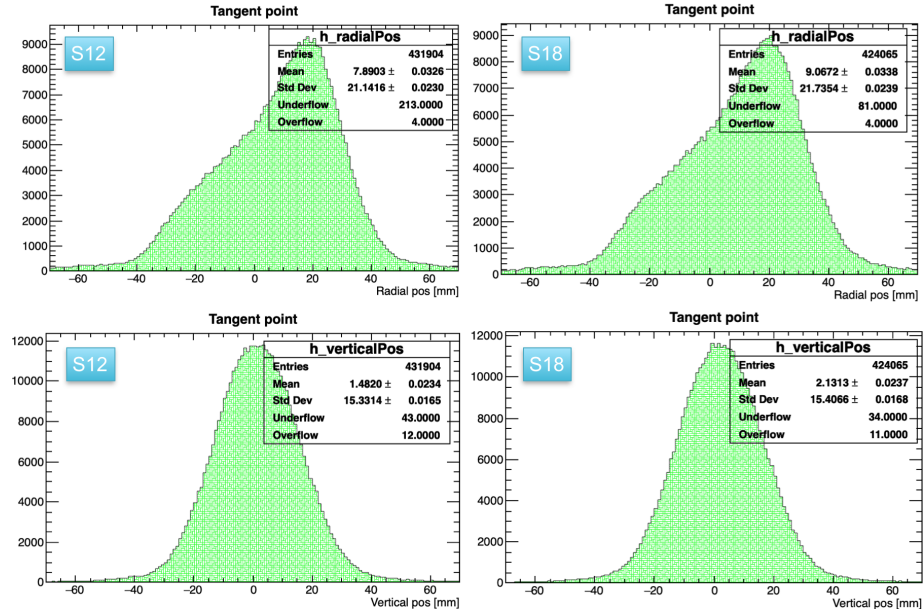 Tangent point
S12
h_radialPos
Entries 431904
Mean 7.8903 ± 0.0326
Std Dev 21.1416 ± 0.0230
Underflow 213.0000
Overflow 4.0000
9000
8000
7000
6000
5000
4000
3000
2000
1000
0
−60 −40 −20 0 20 40 60
Radial pos [mm]
Tangent point
S18
h_radialPos
Entries 424065
Mean 9.0672 ± 0.0338
Std Dev 21.7354 ± 0.0239
Underflow 81.0000
Overflow 4.0000
9000
8000
7000
6000
5000
4000
3000
2000
1000
0
−60 −40 −20 0 20 40 60
Radial pos [mm]
Tangent point
S12
h_verticalPos
Entries 431904
Mean 1.4820 ± 0.0234
Std Dev 15.3314 ± 0.0165
Underflow 43.0000
Overflow 12.0000
12000
10000
8000
6000
4000
2000
0
−60 −40 −20 0 20 40 60
Vertical pos [mm]
Tangent point
S18
h_verticalPos
Entries 424065
Mean 2.1313 ± 0.0237
Std Dev 15.4066 ± 0.0168
Underflow 34.0000
Overflow 11.0000
12000
10000
8000
6000
4000
2000
0
−60 −40 −20 0 20 40 60
Vertical pos [mm]